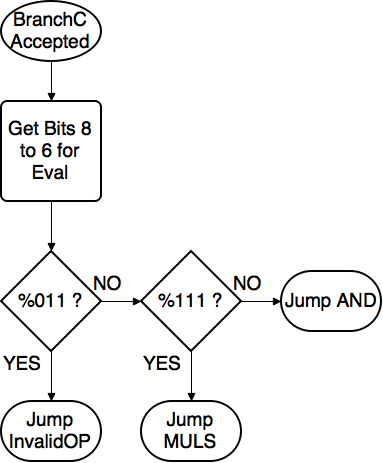 BranchC
Accepted
Get Bits 8
to 6 for
Eval
%011 ?
NO
%111 ?
NO
Jump AND
YES
YES
Jump
InvalidOP
Jump
MULS